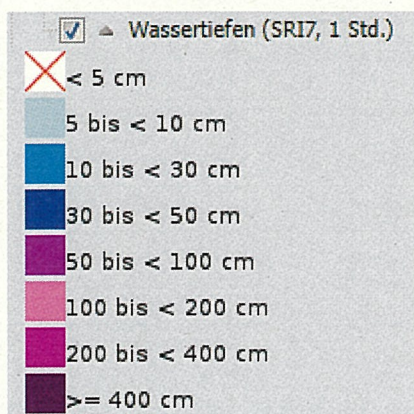 Wassertiefen (SRI7, 1 Std.)
< 5 cm
5 bis < 10 cm
10 bis < 30 cm
30 bis < 50 cm
50 bis < 100 cm
100 bis < 200 cm
200 bis < 400 cm
>= 400 cm